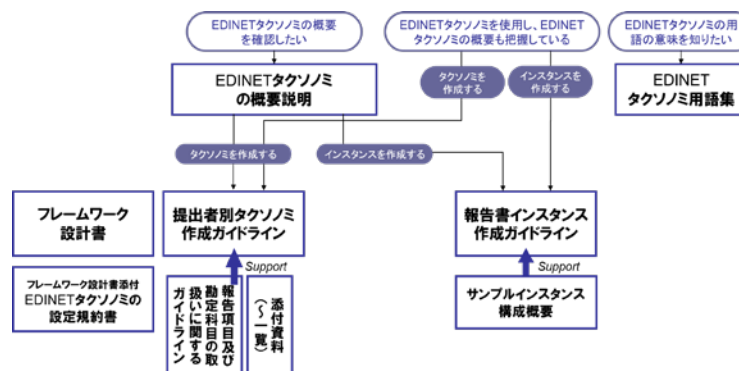 EDINETタクソノミの概要
を確認したい
EDINETタクソノミを使用し、EDINET
タクソノミの概要も把握している
EDINETタクソノミの用
語の意味を知りたい
EDINETタクソノミ
の概要説明
タクソノミを
作成する
インスタンスを
作成する
EDINET
タクソノミ用語集
タクソノミを作成する
インスタンスを作成する
フレームワーク
設計書
提出者別タクソノミ
作成ガイドライン
報告書インスタンス
作成ガイドライン
Support
Support
フレームワーク設計書添付
EDINETタクソノミの
設定規約書
報告項目及び
勘定科目の取
扱いに関する
ガイドライン
添付資料
(～一覧)
サンプルインスタンス
構成概要